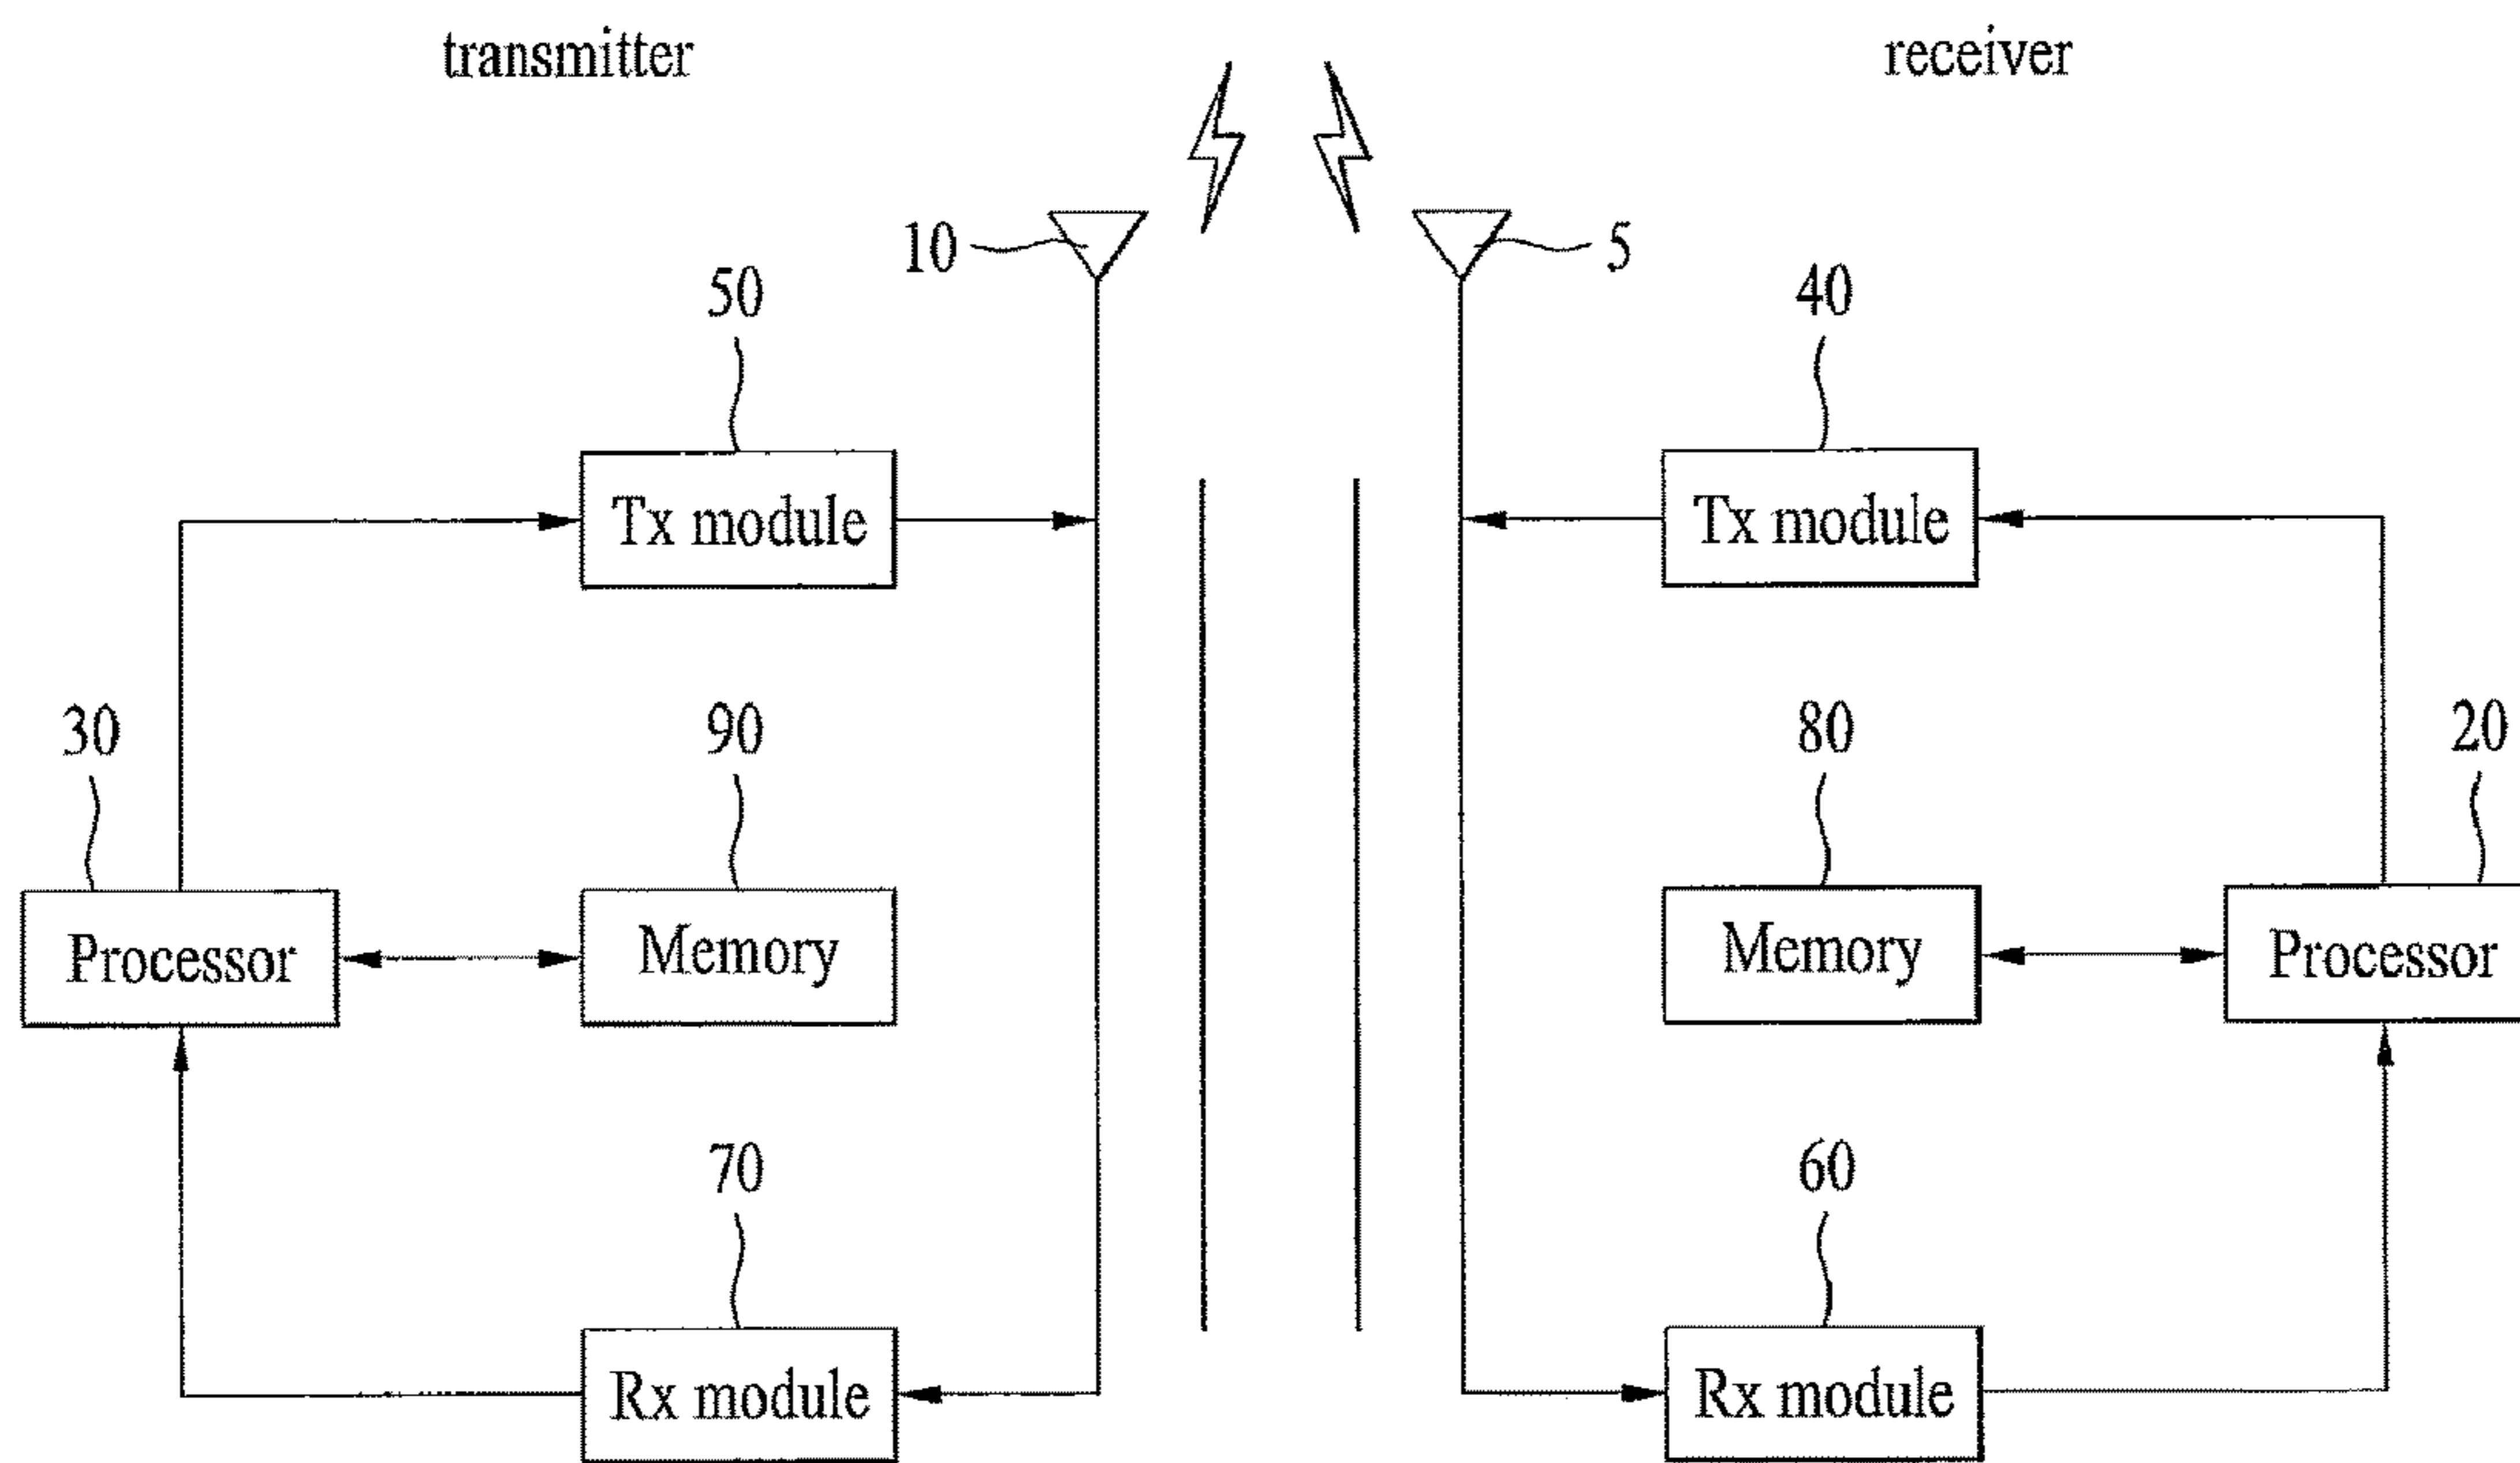 transmitter
receiver
10
5
50
40
Tx module
Tx module
30
90
80
20
Processor
Memory
Memory
Processor
70
60
Rx module
Rx module